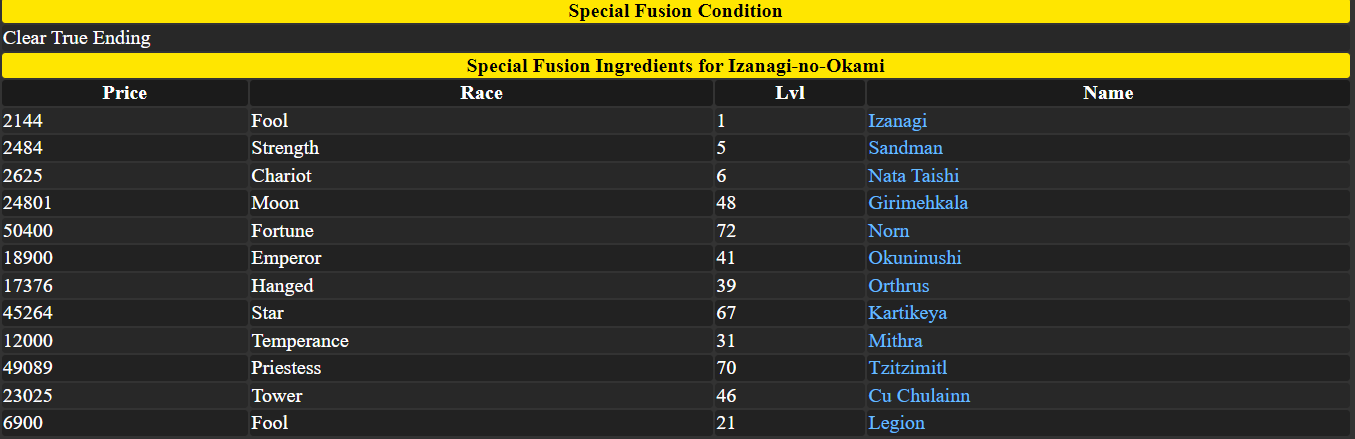 Special Fusion Condition
Clear True Ending
Special Fusion Ingredients for Izanagi-no-Okami
Price Race Lvl Name
2144 Fool 1 Izanagi
2484 Strength 5 Sandman
2625 Chariot 6 Nata Taishi
24801 Moon 48 Girimehkala
50400 Fortune 72 Norn
18900 Emperor 41 Okuninushi
17376 Hanged 39 Orthrus
45264 Star 67 Kartikeya
12000 Temperance 31 Mithra
49089 Priestess 70 Tzitzimitl
23025 Tower 46 Cu Chulainn
6900 Fool 21 Legion